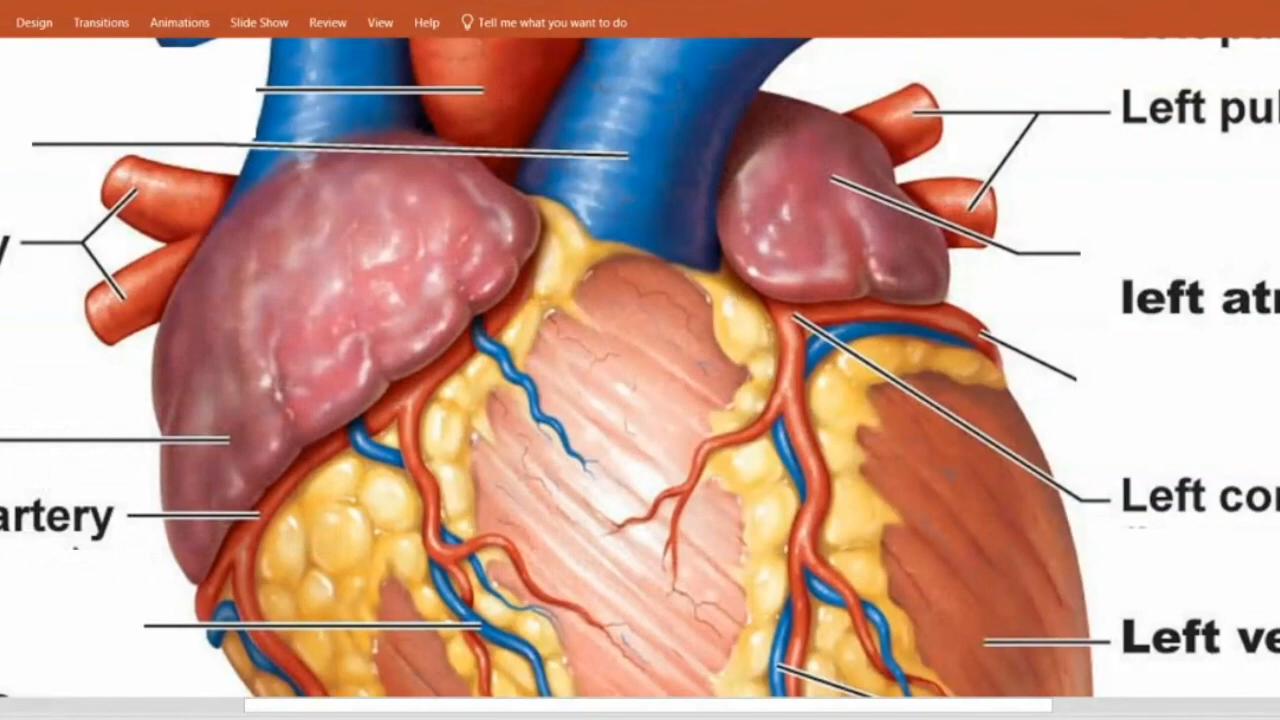 Design Transitions Animations Slide Show Review View Help Tell me what you want to do
Left pul
y
left atr
artery
Left cor
Left ve